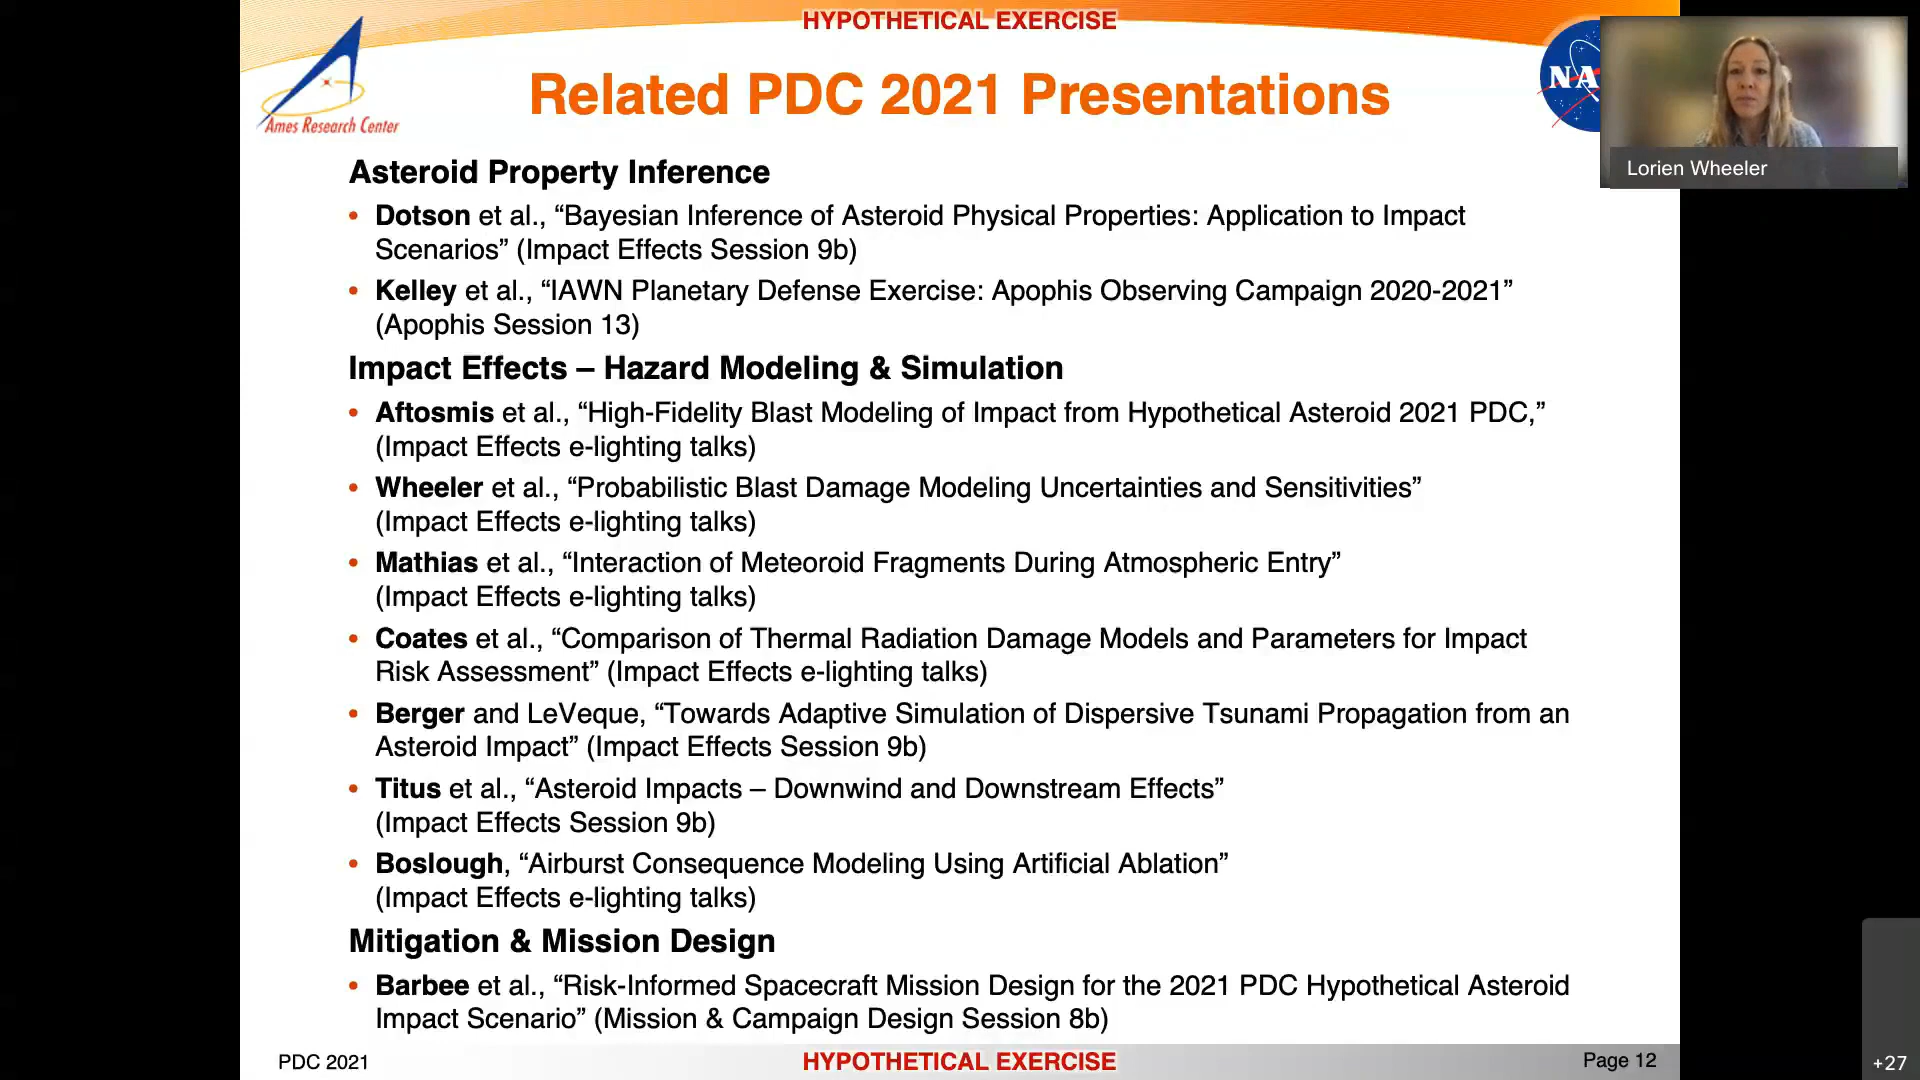 HYPOTHETICAL EXERCISE
Ames Research Center
Related PDC 2021 Presentations
NA
Lorien Wheeler
Asteroid Property Inference
• Dotson et al., “Bayesian Inference of Asteroid Physical Properties: Application to Impact
Scenarios” (Impact Effects Session 9b)
• Kelley et al., “IAWN Planetary Defense Exercise: Apophis Observing Campaign 2020-2021”
(Apophis Session 13)
Impact Effects – Hazard Modeling & Simulation
• Aftosmis et al., “High-Fidelity Blast Modeling of Impact from Hypothetical Asteroid 2021 PDC,”
(Impact Effects e-lighting talks)
• Wheeler et al., “Probabilistic Blast Damage Modeling Uncertainties and Sensitivities”
(Impact Effects e-lighting talks)
• Mathias et al., “Interaction of Meteoroid Fragments During Atmospheric Entry”
(Impact Effects e-lighting talks)
• Coates et al., “Comparison of Thermal Radiation Damage Models and Parameters for Impact
Risk Assessment” (Impact Effects e-lighting talks)
• Berger and LeVeque, “Towards Adaptive Simulation of Dispersive Tsunami Propagation from an
Asteroid Impact” (Impact Effects Session 9b)
• Titus et al., “Asteroid Impacts – Downwind and Downstream Effects”
(Impact Effects Session 9b)
• Boslough, “Airburst Consequence Modeling Using Artificial Ablation”
(Impact Effects e-lighting talks)
Mitigation & Mission Design
• Barbee et al., “Risk-Informed Spacecraft Mission Design for the 2021 PDC Hypothetical Asteroid
Impact Scenario” (Mission & Campaign Design Session 8b)
PDC 2021
HYPOTHETICAL EXERCISE
Page 12
+27